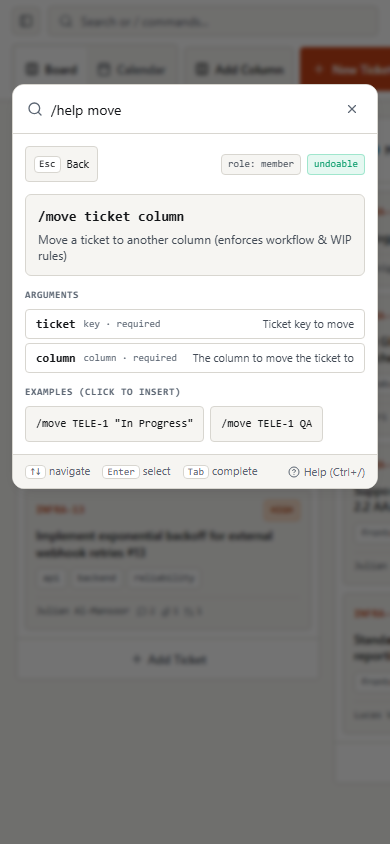 Search or / commands...
Board
Calendar
Add Column
/help move
Esc Back
role: member
undoable
/move ticket column
Move a ticket to another column (enforces workflow & WIP
rules)
ARGUMENTS
ticket key · required Ticket key to move
column column · required The column to move the ticket to
EXAMPLES (CLICK TO INSERT)
/move TELE-1 "In Progress"
/move TELE-1 QA
↑↓ navigate Enter select Tab complete Help (Ctrl+/)
Implement exponential backoff for external
webhook retries
api backend reliability
+ Add Ticket